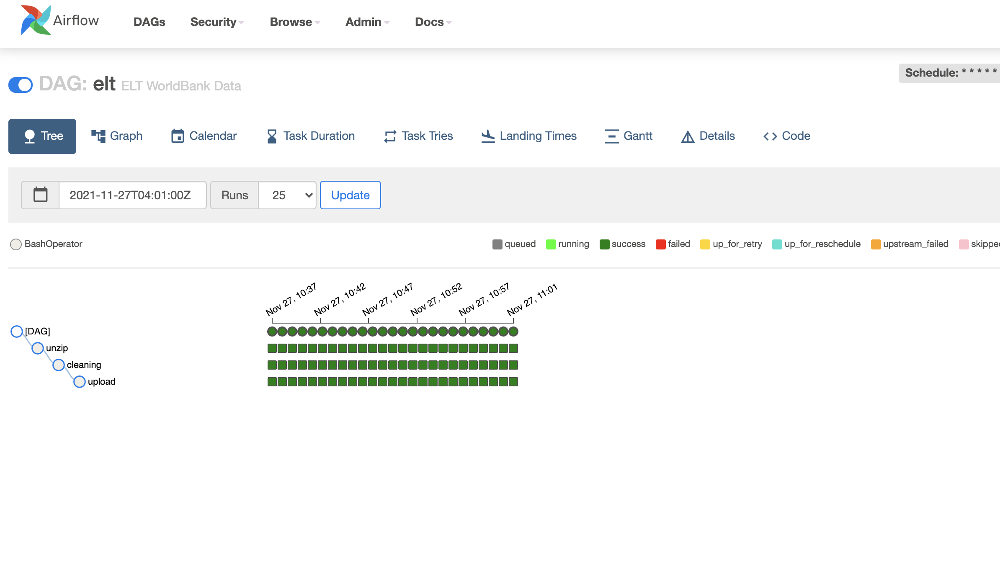 Airflow DAGs Security Browse Admin Docs
Schedule: * * * * *
DAG: elt ELT WorldBank Data
Tree Graph Calendar Task Duration Task Tries Landing Times Gantt Details Code
2021-11-27T04:01:00Z Runs 25 Update
BashOperator queued running success failed up_for_retry up_for_reschedule upstream_failed skipped
Nov 27, 10:37 Nov 27, 10:42 Nov 27, 10:47 Nov 27, 10:52 Nov 27, 10:57 Nov 27, 11:01
[DAG]
unzip
cleaning
upload